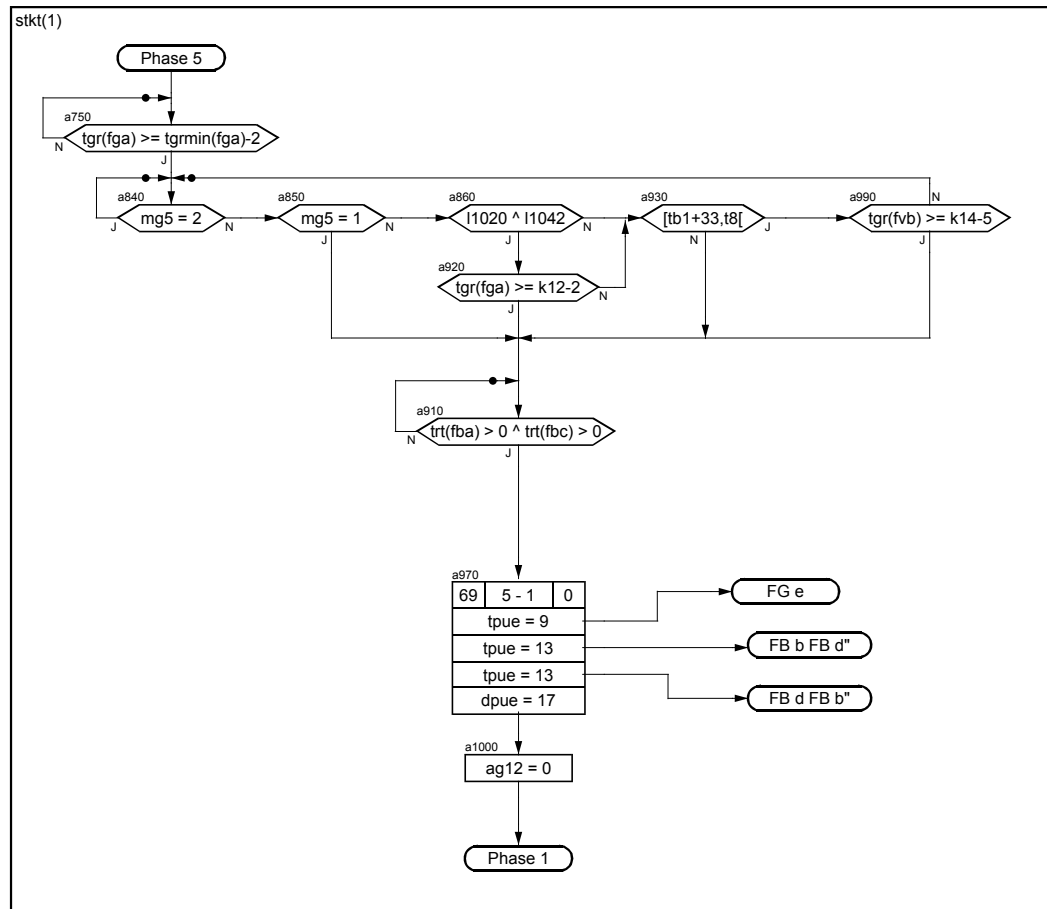 stkt(1)
Phase 5
a750
tgr(fga) >= tgrmin(fga)-2
N
J
a840
mg5 = 2
J
N
a850
mg5 = 1
J
N
a860
l1020 ^ l1042
J
N
a930
[tb1+33,t8[
J
N
a990
N
tgr(fvb) >= k14-5
J
a920
tgr(fga) >= k12-2
N
J
a910
trt(fba) > 0 ^ trt(fbc) > 0
N
J
a970
69 5 - 1 0
tpue = 9
FG e
tpue = 13
FB b FB d"
tpue = 13
FB d FB b"
dpue = 17
a1000
ag12 = 0
Phase 1